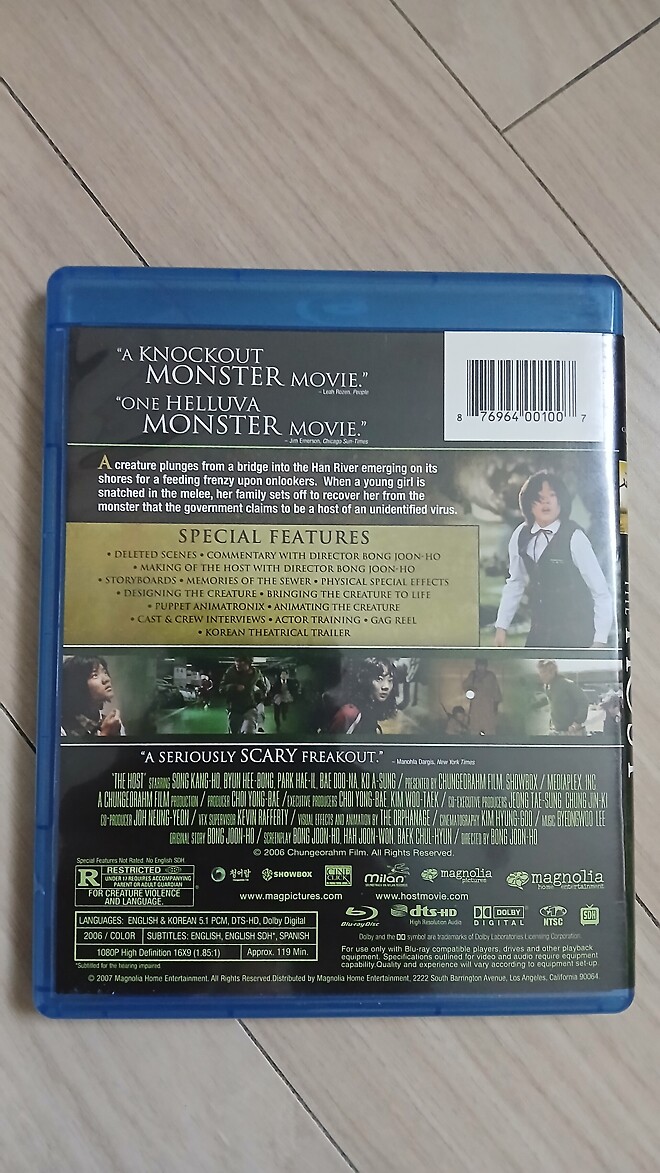 “A KNOCKOUT
MONSTER MOVIE.”
– Leah Rozen, People
“ONE HELLUVA
MONSTER MOVIE.”
– Jim Emerson, Chicago Sun-Times
8 76964 00100 7
A creature plunges from a bridge into the Han River emerging on its
shores for a feeding frenzy upon onlookers. When a young girl is
snatched in the melee, her family sets off to recover her from the
monster that the government claims to be a host of an unidentified virus.
SPECIAL FEATURES
• DELETED SCENES • COMMENTARY WITH DIRECTOR BONG JOON-HO
• MAKING OF THE HOST WITH DIRECTOR BONG JOON-HO
• STORYBOARDS • MEMORIES OF THE SEWER • PHYSICAL SPECIAL EFFECTS
• DESIGNING THE CREATURE • BRINGING THE CREATURE TO LIFE
• PUPPET ANIMATRONIX • ANIMATING THE CREATURE
• CAST & CREW INTERVIEWS • ACTOR TRAINING • GAG REEL
• KOREAN THEATRICAL TRAILER
THE HOST
“A SERIOUSLY SCARY FREAKOUT.” – Manohla Dargis, New York Times
“THE HOST” STARRING SONG KANG-HO, BYUN HEE-BONG, PARK HAE-IL, BAE DOO-NA, KO A-SUNG / PRESENTED BY CHUNGEORAHM FILM, SHOWBOX / MEDIAPLEX, INC
A CHUNGEORAHM FILM PRODUCTION / PRODUCER CHOI YONG-BAE / EXECUTIVE PRODUCERS CHOI YONG-BAE, KIM WOO-TAEK / CO-EXECUTIVE PRODUCERS JEONG TAE-SUNG, CHUNG JIN-KI
CO-PRODUCER JOH NEUNG-YEON / VFX SUPERVISOR KEVIN RAFFERTY / VISUAL EFFECTS AND ANIMATION BY THE ORPHANAGE / CINEMATOGRAPHY KIM HYUNG-GOO / MUSIC BYEONGWOO LEE
ORIGINAL STORY BONG JOON-HO / SCREENPLAY BONG JOON-HO, HAH JOON-WON, BAEK CHUL-HYUN / DIRECTED BY BONG JOON-HO
© 2006 Chungeorahm Film. All Rights Reserved.
Special Features Not Rated. No English SDH.
R RESTRICTED
UNDER 17 REQUIRES ACCOMPANYING
PARENT OR ADULT GUARDIAN
FOR CREATURE VIOLENCE
AND LANGUAGE.
청어람
SHOWBOX
CINE CLICK
milan
magnolia
pictures
magnolia
home entertainment
www.magpictures.com www.hostmovie.com
LANGUAGES: ENGLISH & KOREAN 5.1 PCM, DTS-HD, Dolby Digital
2006 / COLOR SUBTITLES: ENGLISH, ENGLISH SDH*, SPANISH
1080P High Definition 16X9 (1.85:1) Approx. 119 Min.
*Subtitled for the hearing impaired
Blu-ray Disc
dts-HD
High Resolution Audio
DOLBY
DIGITAL
NTSC
SDH
Dolby and the DD symbol are trademarks of Dolby Laboratories Licensing Corporation.
For use only with Blu-ray compatible players, drives and other playback
equipment. Specifications outlined for video and audio require equipment
capability. Quality and experience will vary according to equipment set-up.
© 2007 Magnolia Home Entertainment. All Rights Reserved. Distributed by Magnolia Home Entertainment, 2222 South Barrington Avenue, Los Angeles, California 90064.